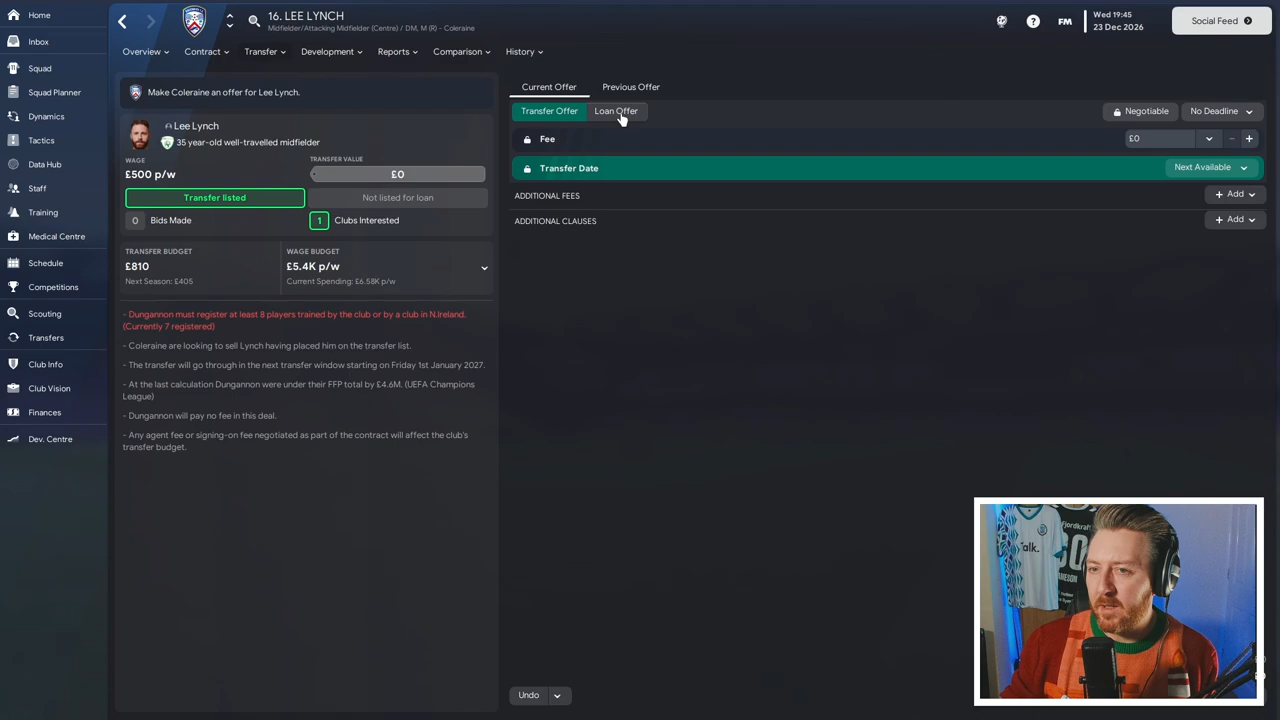 Home
Inbox
Squad
Squad Planner
Dynamics
Tactics
Data Hub
Staff
Training
Medical Centre
Schedule
Competitions
Scouting
Transfers
Club Info
Club Vision
Finances
Dev. Centre
16. LEE LYNCH
Midfielder/Attacking Midfielder (Centre) / DM, M (R) - Coleraine
FM
Wed 19:45
23 Dec 2026
Social Feed
Overview
Contract
Transfer
Development
Reports
Comparison
History
Make Coleraine an offer for Lee Lynch.
Lee Lynch
35 year-old well-travelled midfielder
WAGE
£500 p/w
TRANSFER VALUE
£0
Transfer listed
Not listed for loan
0 Bids Made
1 Clubs Interested
TRANSFER BUDGET
£810
Next Season: £405
WAGE BUDGET
£5.4K p/w
Current Spending: £6.58K p/w
- Dungannon must register at least 8 players trained by the club or by a club in N.Ireland.
(Currently 7 registered)
- Coleraine are looking to sell Lynch having placed him on the transfer list.
- The transfer will go through in the next transfer window starting on Friday 1st January 2027.
- At the last calculation Dungannon were under their FFP total by £4.6M. (UEFA Champions
League)
- Dungannon will pay no fee in this deal.
- Any agent fee or signing-on fee negotiated as part of the contract will affect the club's
transfer budget.
Current Offer
Previous Offer
Transfer Offer
Loan Offer
Negotiable
No Deadline
Fee
£0
Transfer Date
Next Available
ADDITIONAL FEES
+ Add
ADDITIONAL CLAUSES
+ Add
Undo
Talk.
Fjordkraft